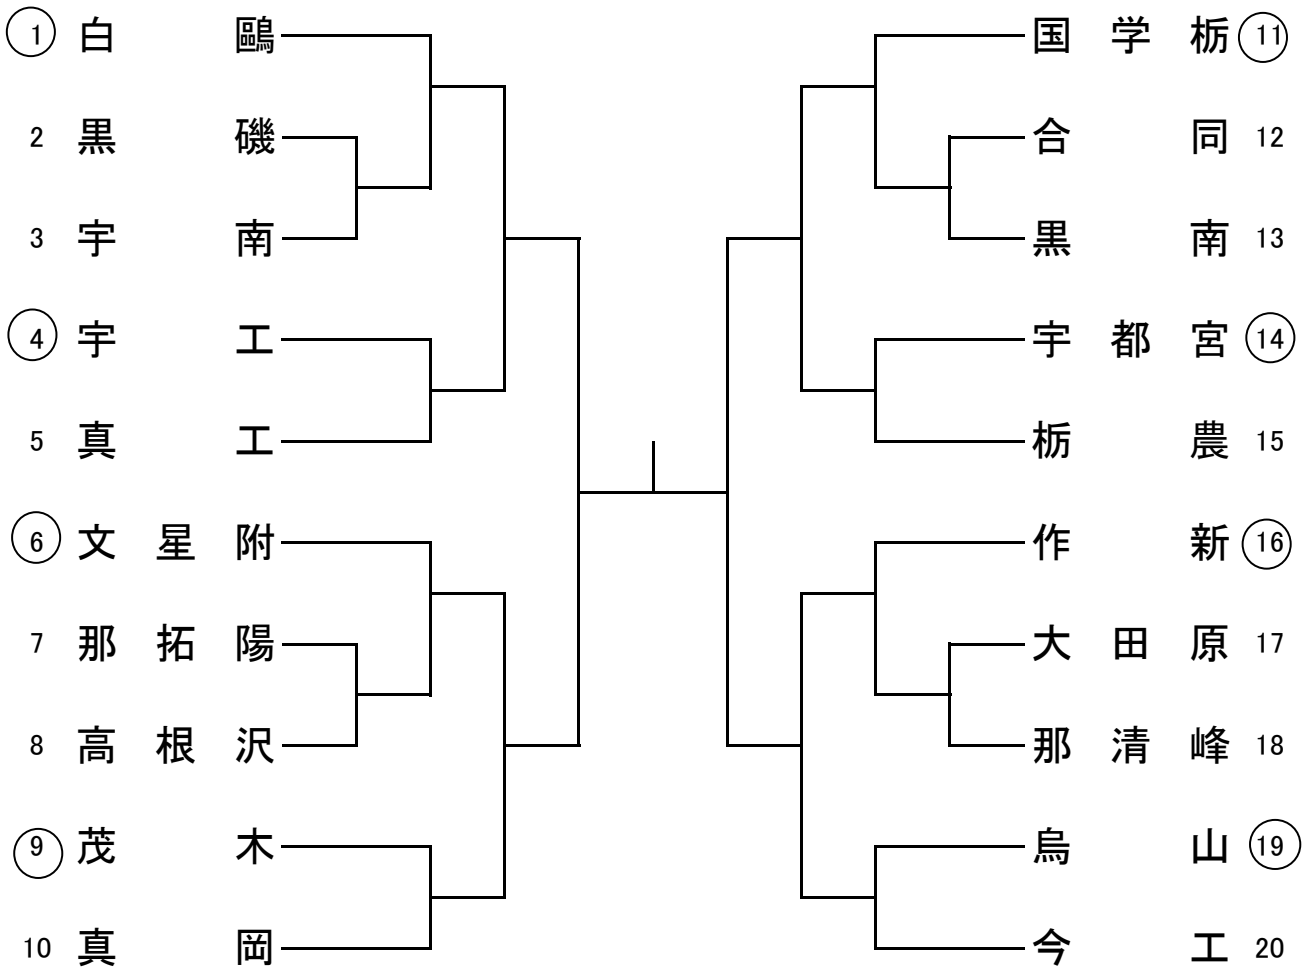 1 白鷗
2 黒磯
3 宇南
4 宇工
5 真工
6 文星附
7 那拓陽
8 高根沢
9 茂木
10 真岡
国学栃 11
合同 12
黒南 13
宇都宮 14
栃農 15
作新 16
大田原 17
那清峰 18
烏山 19
今工 20